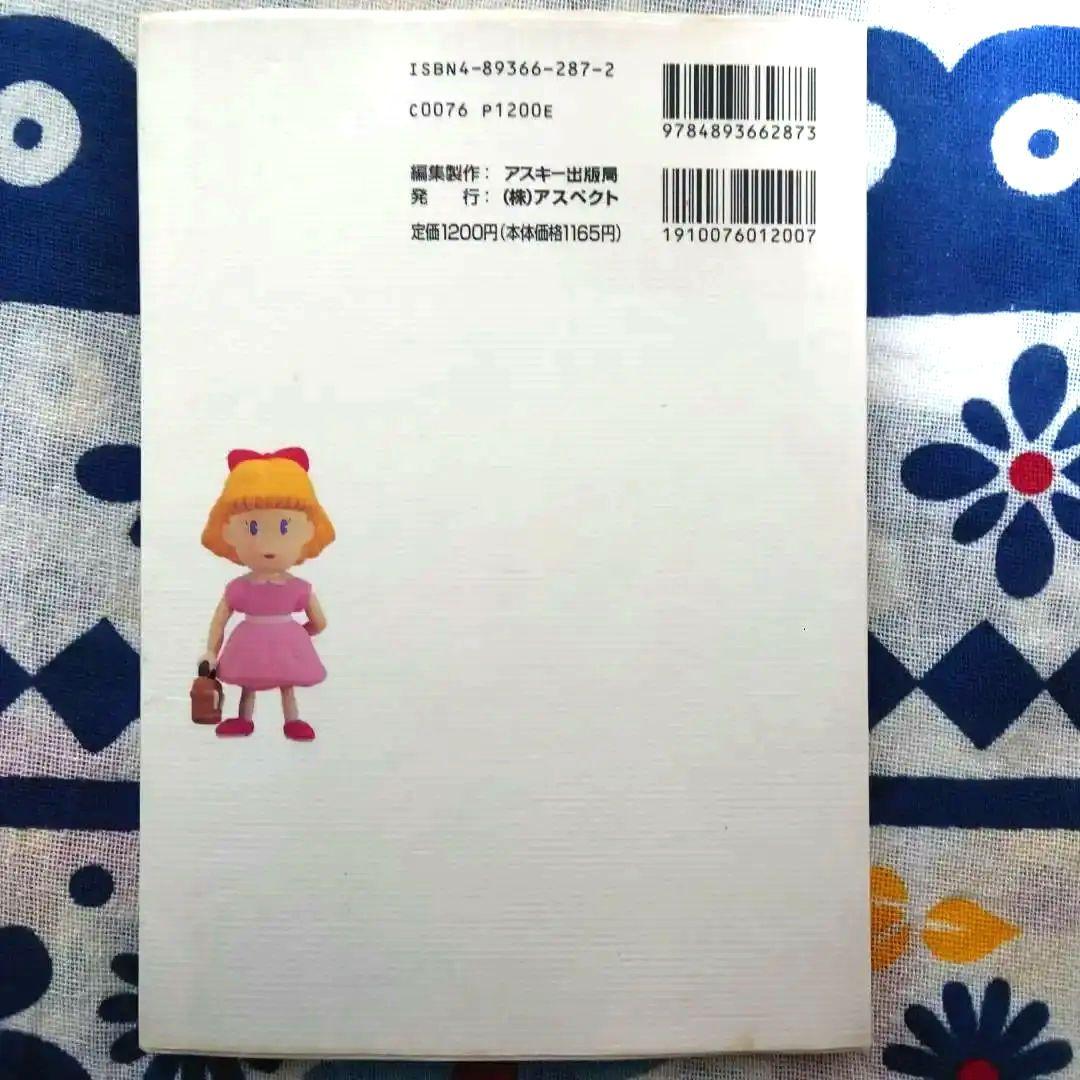 ISBN4-89366-287-2
C0076 P1200E
9784893662873
編集製作： アスキー出版局
発　　行： (株)アスペクト
定価1200円(本体価格1165円)
1910076012007